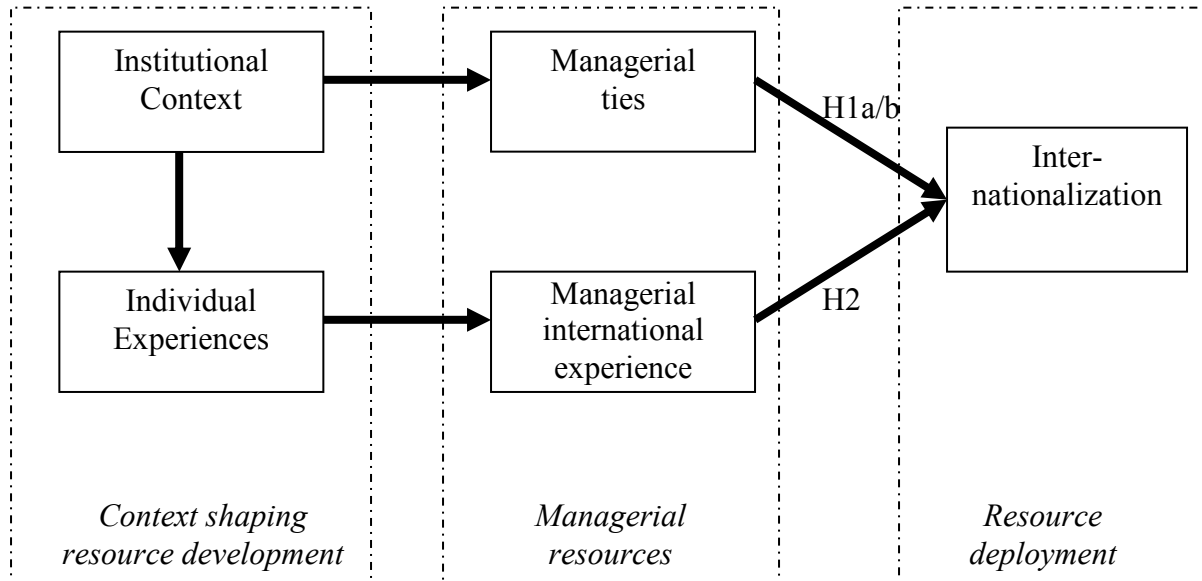 Institutional
Context
Managerial
ties
H1a/b
Inter-
nationalization
Individual
Experiences
Managerial
international
experience
H2
Context shaping
resource development
Managerial
resources
Resource
deployment